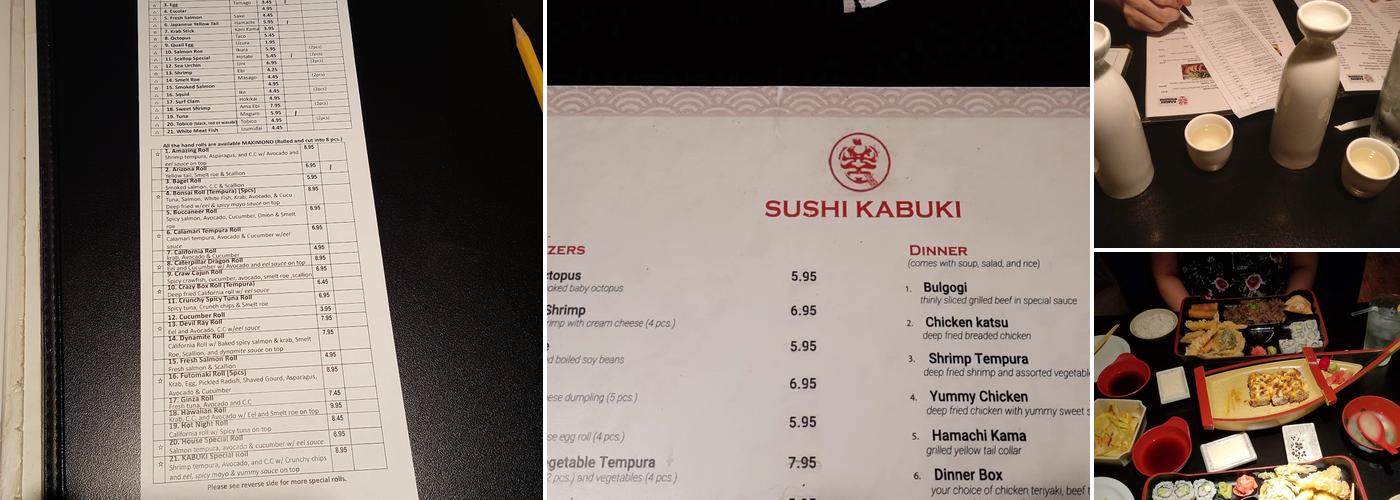 3. Egg Tamago 3.45 /
4. Escolar 4.95
5. Fresh Salmon Sake 4.45
6. Japanese Yellow Tail Hamachi 5.95 /
7. Krab Stick Kani Kama 3.95
8. Octopus Taco 5.45
9. Quail Egg Uzura 1.95
10. Salmon Roe Ikura 5.95 (2pcs)
11. Scallop Special Hotate 5.45 / (2pcs)
12. Sea Urchin Uni 6.95
13. Shrimp Ebi 4.25
14. Smelt Roe Masago 4.45 (2pcs)
15. Smoked Salmon 4.95
16. Squid Ika 4.45
17. Surf Clam Hokikai 4.95
18. Sweet Shrimp Ama Ebi 7.95
19. Tuna Maguro 5.95 /
20. Tobico (black, red or wasabi) Tobico 4.95 (2pcs)
21. White Meat Fish Izumidai 4.45
All the hand rolls are available MAKIMONO (Rolled and cut into 8 pcs.)
1. Amazing Roll 8.95
Shrimp tempura, Asparagus, and C.C w/ Avocado and
eel sauce on top
2. Arizona Roll 6.95 /
Yellow tail, Smelt roe & Scallion
3. Bagel Roll 5.95
Smoked salmon, C.C & Scallion
4. Bonsai Roll (Tempura) [5pcs] 8.95
Tuna, Salmon, White Fish, Krab, Avocado, & Cucu
Deep fried w/eel & spicy mayo sauce on top
5. Buccaneer Roll 6.95
Spicy salmon, Avocado, Cucumber, Onion & Smelt
roe
6. Calamari Tempura Roll 6.95
Calamari tempura, Avocado & Cucumber w/eel
sauce
7. California Roll 4.95
krab, Avocado & Cucumber
8. Caterpillar Dragon Roll 8.95
Eel and Cucumber w/ Avocado and eel sauce on top
9. Craw Cajun Roll 6.95
Spicy crawfish, cucumber, avocado, smelt roe ,scallion
10. Crazy Box Roll (Tempura) 6.45
Deep fried California roll w/ eel sauce
11. Crunchy Spicy Tuna Roll 6.95
Spicy tuna, Crunch chips & Smelt roe
12. Cucumber Roll 3.95
13. Devil Ray Roll 7.95
Eel and Avocado, C.C w/eel sauce
14. Dynamite Roll 7.95
California Roll w/ Baked spicy salmon & krab, Smelt
Roe, Scallion, and dynamite sauce on top
15. Fresh Salmon Roll 4.95
Fresh salmon & Scallion
16. Futomaki Roll [5pcs] 8.95
Krab, Egg, Pickled Radish, Shaved Gourd, Asparagus,
Avocado & Cucumber
17. Ginza Roll 7.45
Fresh tuna, Avocado and C.C
18. Hawaiian Roll 9.95
Krab, C.C, and Avocado w/ Eel and Smelt roe on top
19. Hot Night Roll 8.45
California roll w/ Spicy tuna on top
20. House Special Roll 6.95
Salmon tempura, avocado & cucumber w/ eel sauce
21. KABUKI Special Roll 8.95
Shrimp tempura, Avocado, and C.C w/ Crunchy chips
and eel, spicy mayo & yummy sauce on top
Please see reverse side for more special rolls.
SUSHI KABUKI
ZERS
ctopus 5.95
oked baby octopus
Shrimp 6.95
rimp with cream cheese (4 pcs.)
e 5.95
d boiled soy beans
6.95
ese dumpling (5 pcs.)
5.95
se egg roll (4 pcs.)
getable Tempura 7.95
2 pcs.) and vegetables (4 pcs.)
DINNER
(comes with soup, salad, and rice)
1. Bulgogi
thinly sliced grilled beef in special sauce
2. Chicken katsu
deep fried breaded chicken
3. Shrimp Tempura
deep fried shrimp and assorted vegetabl
4. Yummy Chicken
deep fried chicken with yummy sweet s
5. Hamachi Kama
grilled yellow tail collar
6. Dinner Box
your choice of chicken teriyaki, beef t